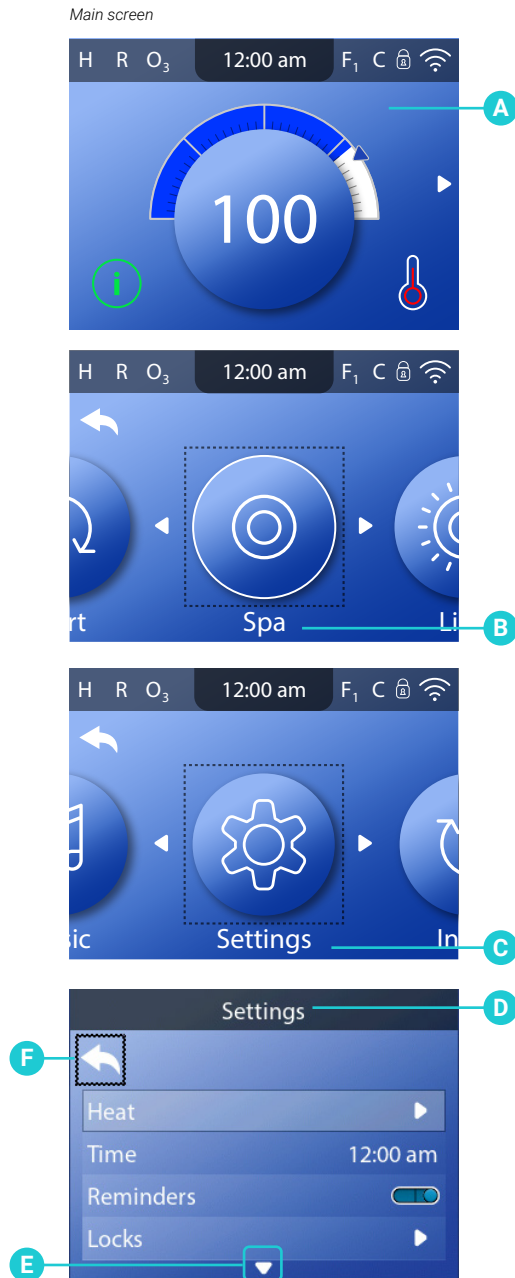 Main screen
H R O₃ 12:00 am F₁ C
A
100
i
H R O₃ 12:00 am F₁ C
rt Spa Li
B
H R O₃ 12:00 am F₁ C
sic Settings In
C
Settings
D
F
Heat
Time 12:00 am
Reminders
Locks
E